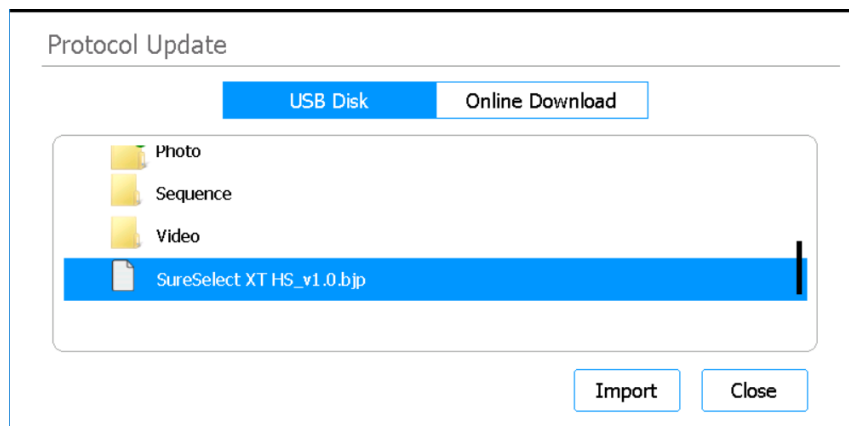 Protocol Update
USB Disk
Online Download
Photo
Sequence
Video
SureSelect XT HS_v1.0.bjp
Import
Close